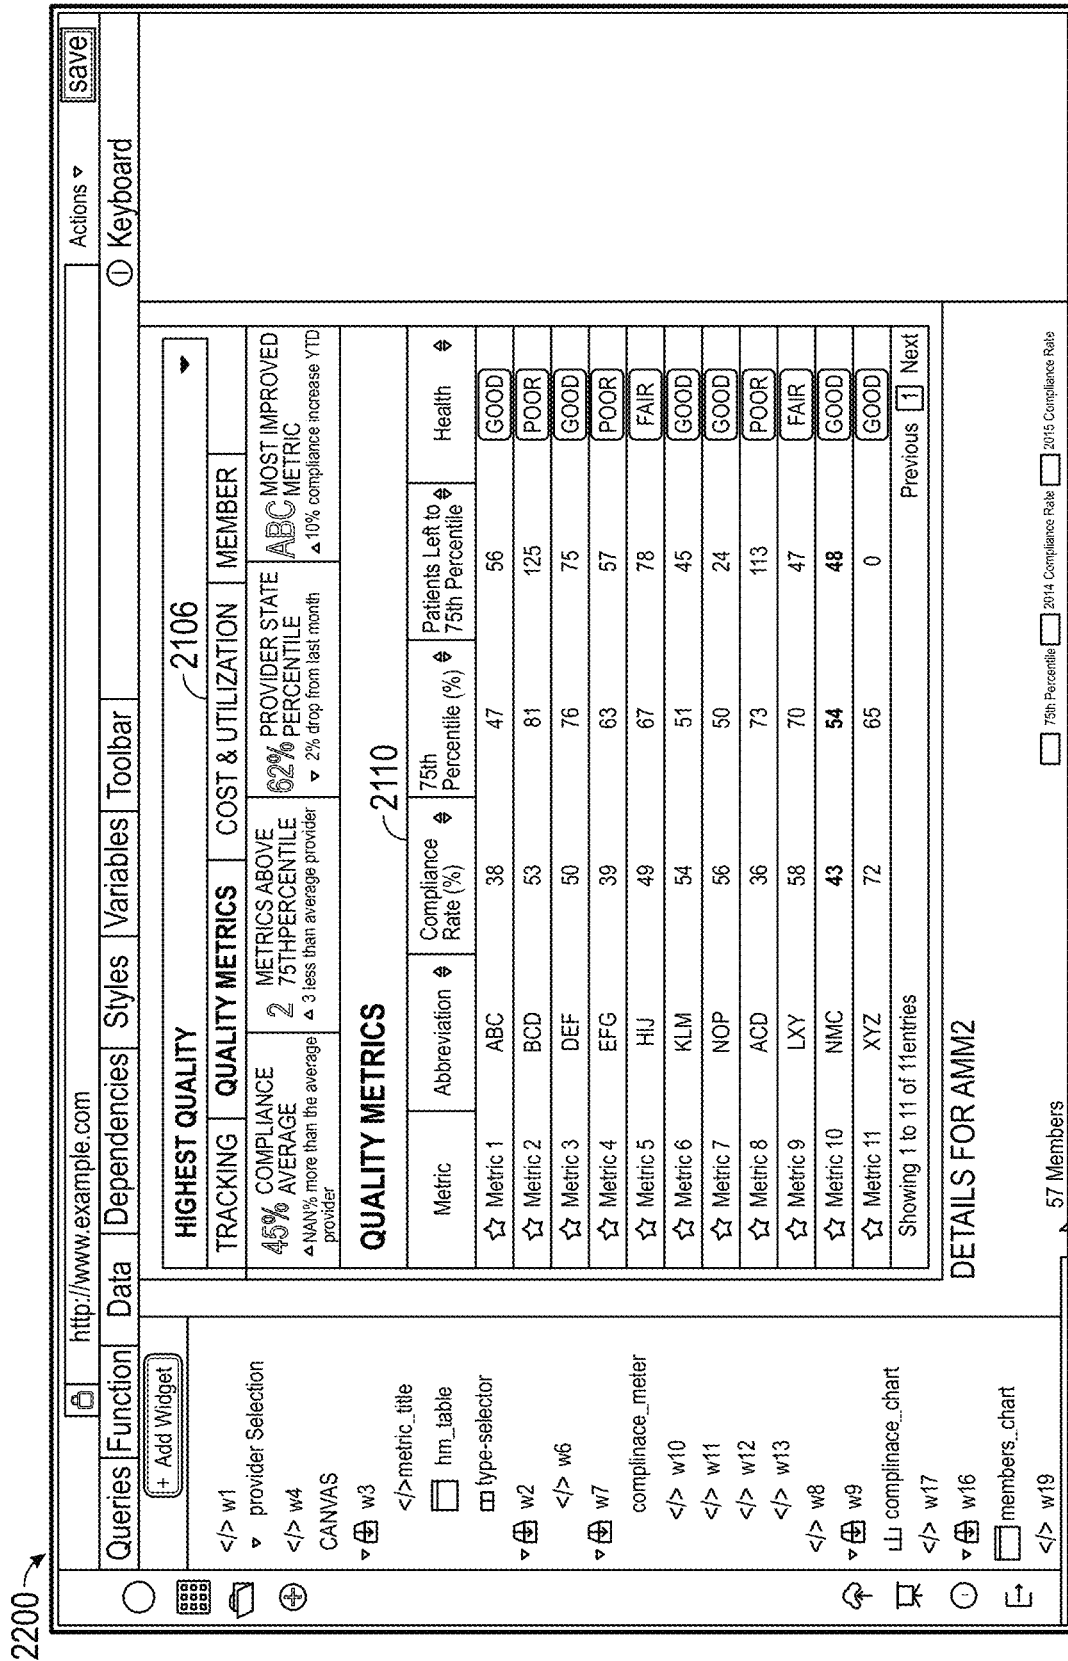 2200
http://www.example.com
Actions
save
Queries Function Data Dependencies Styles Variables Toolbar
Keyboard
+ Add Widget
</> w1
provider Selection
</> w4
CANVAS
w3
</>metric_title
hm_table
type-selector
w2
</> w6
w7
complinace_meter
</> w10
</> w11
</> w12
</> w13
</> w8
w9
complinace_chart
</> w17
w16
members_chart
</> w19
HIGHEST QUALITY
2106
TRACKING QUALITY METRICS COST & UTILIZATION MEMBER
45% COMPLIANCE
AVERAGE
NAN% more than the average
provider
2 METRICS ABOVE
75THPERCENTILE
3 less than average provider
62% PROVIDER STATE
PERCENTILE
2% drop from last month
ABC MOST IMPROVED
METRIC
10% compliance increase YTD
QUALITY METRICS
2110
Metric
Abbreviation
Compliance
Rate (%)
75th
Percentile (%)
Patients Left to
75th Percentile
Health
Metric 1 ABC 38 47 56 GOOD
Metric 2 BCD 53 81 125 POOR
Metric 3 DEF 50 76 75 GOOD
Metric 4 EFG 39 63 57 POOR
Metric 5 HIJ 49 67 78 FAIR
Metric 6 KLM 54 51 45 GOOD
Metric 7 NOP 56 50 24 GOOD
Metric 8 ACD 36 73 113 POOR
Metric 9 LXY 58 70 47 FAIR
Metric 10 NMC 43 54 48 GOOD
Metric 11 XYZ 72 65 0 GOOD
Showing 1 to 11 of 11entries
Previous 1 Next
DETAILS FOR AMM2
57 Members
75th Percentile 2014 Compliance Rate 2015 Compliance Rate